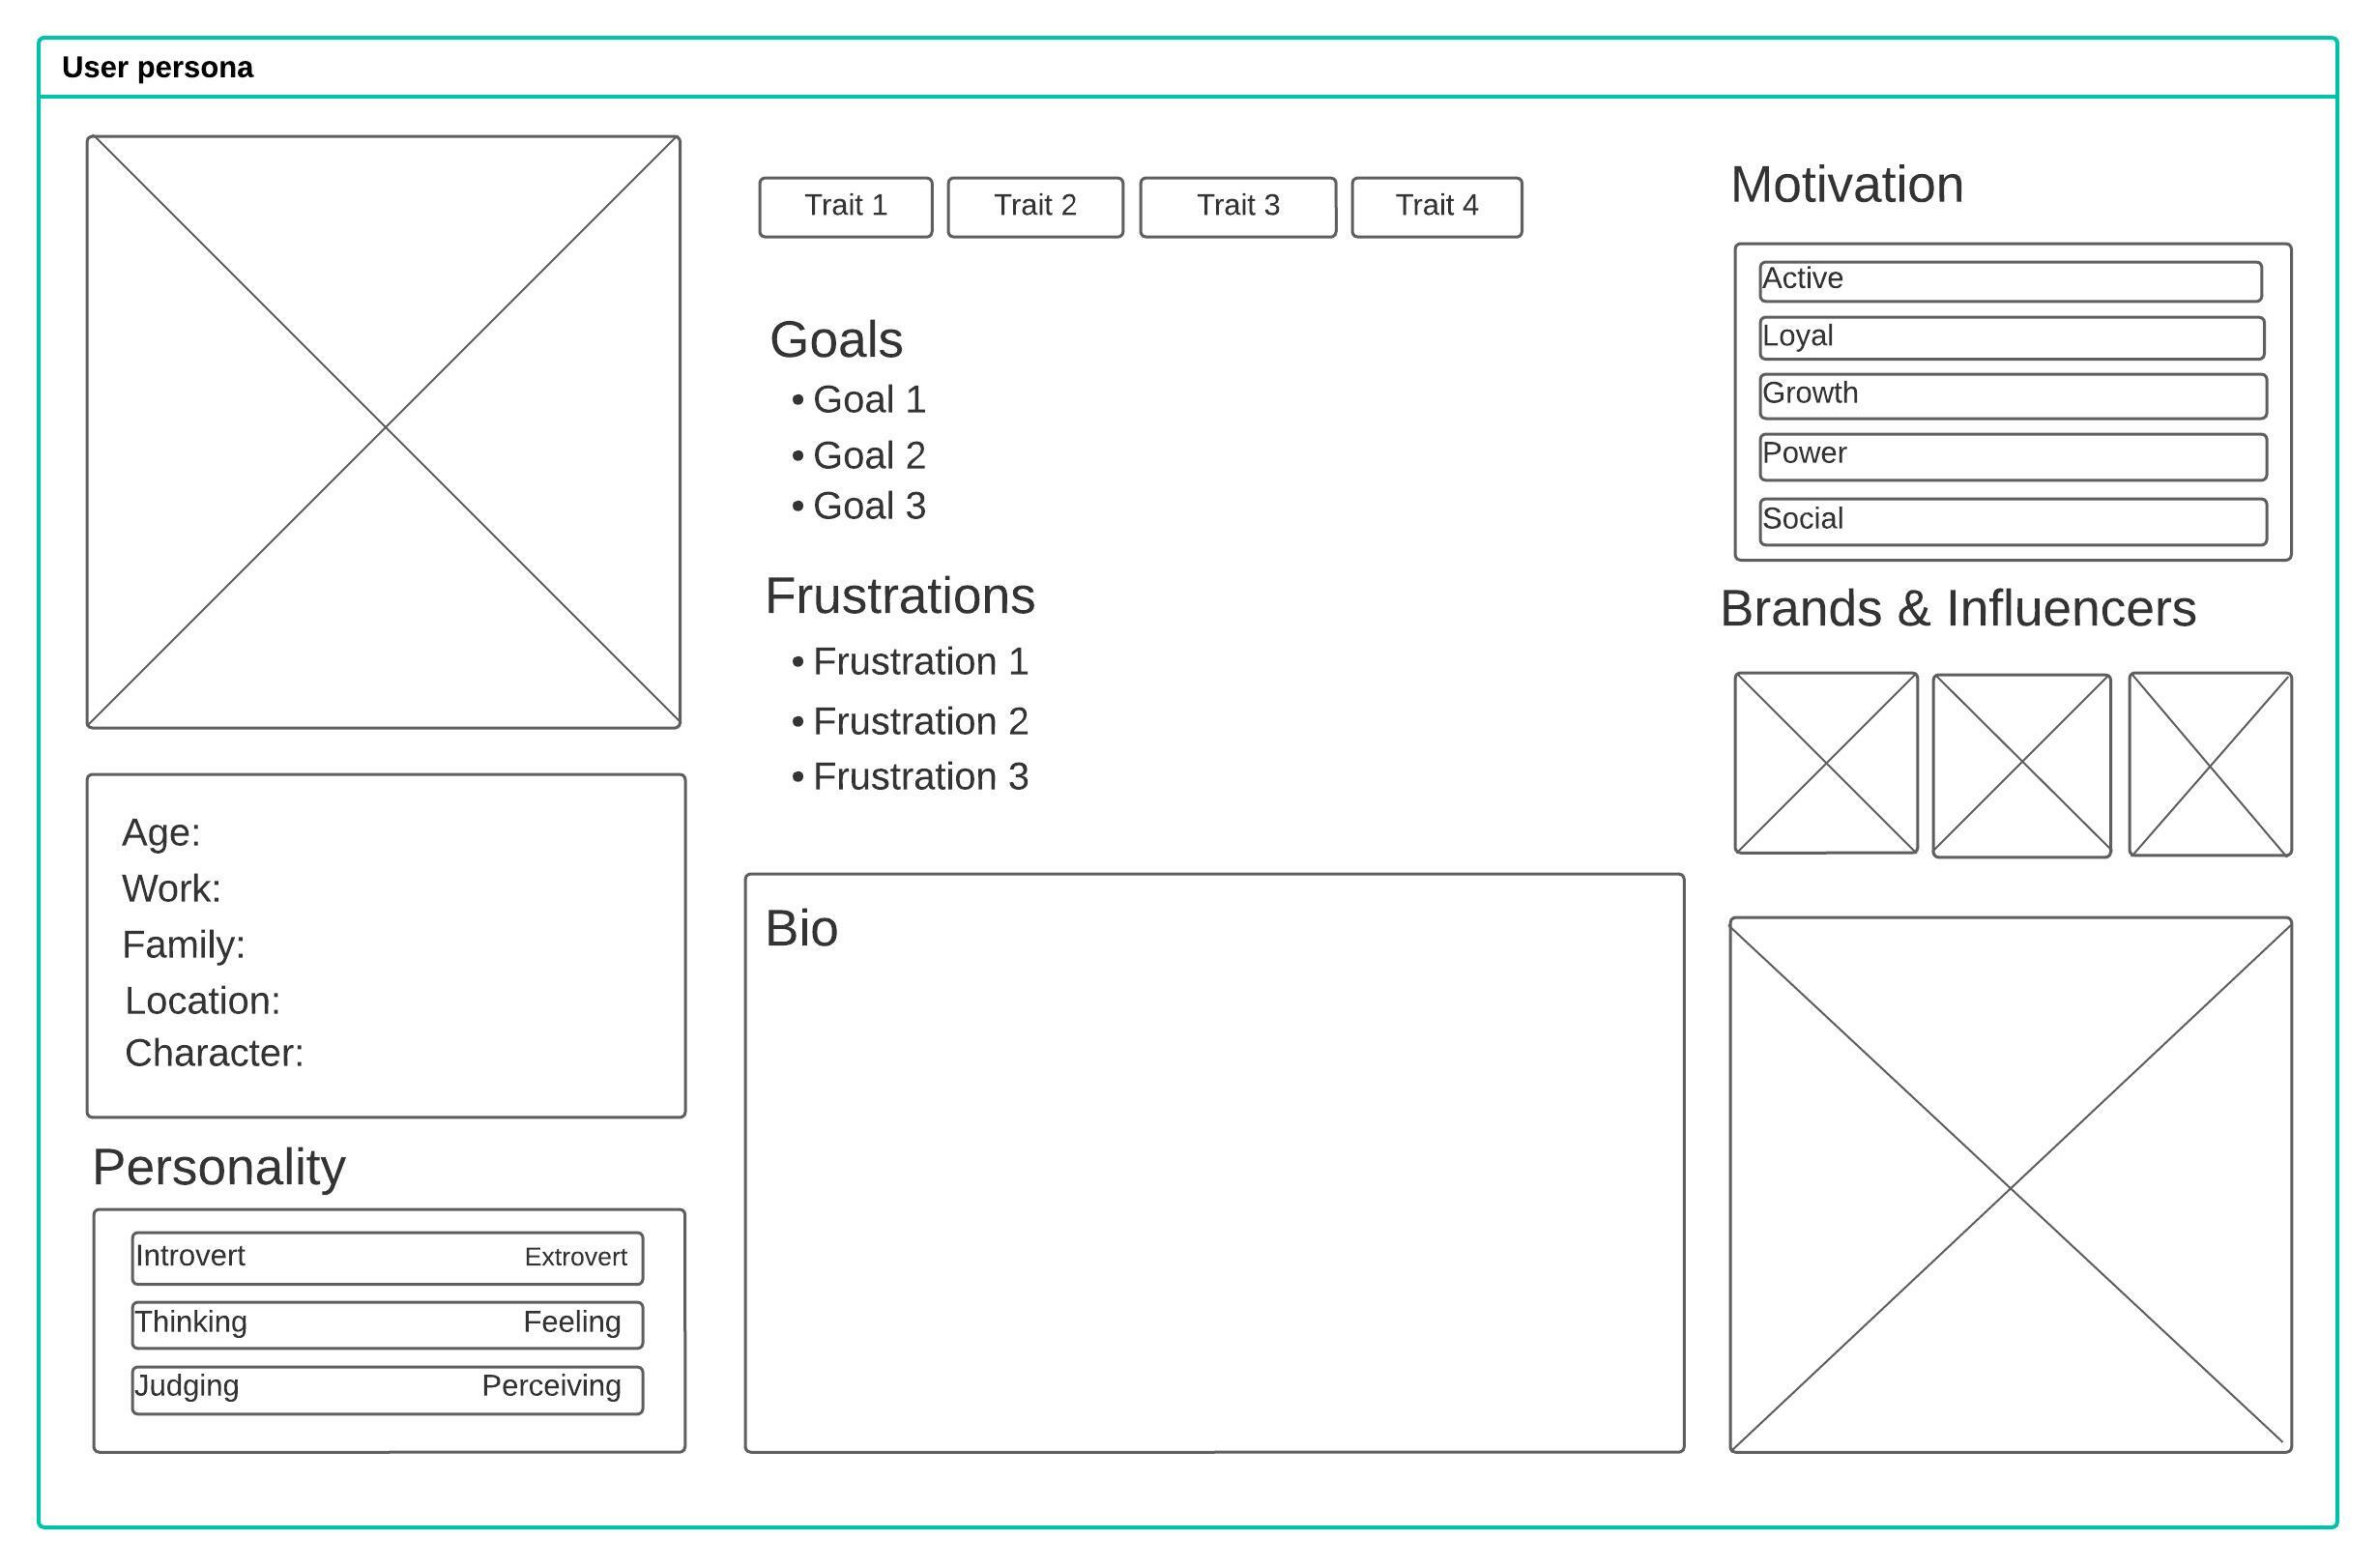 User persona
Age:
Work:
Family:
Location:
Character:
Personality
Introvert Extrovert
Thinking Feeling
Judging Perceiving
Trait 1 Trait 2 Trait 3 Trait 4
Goals
• Goal 1
• Goal 2
• Goal 3
Frustrations
• Frustration 1
• Frustration 2
• Frustration 3
Bio
Motivation
Active
Loyal
Growth
Power
Social
Brands & Influencers